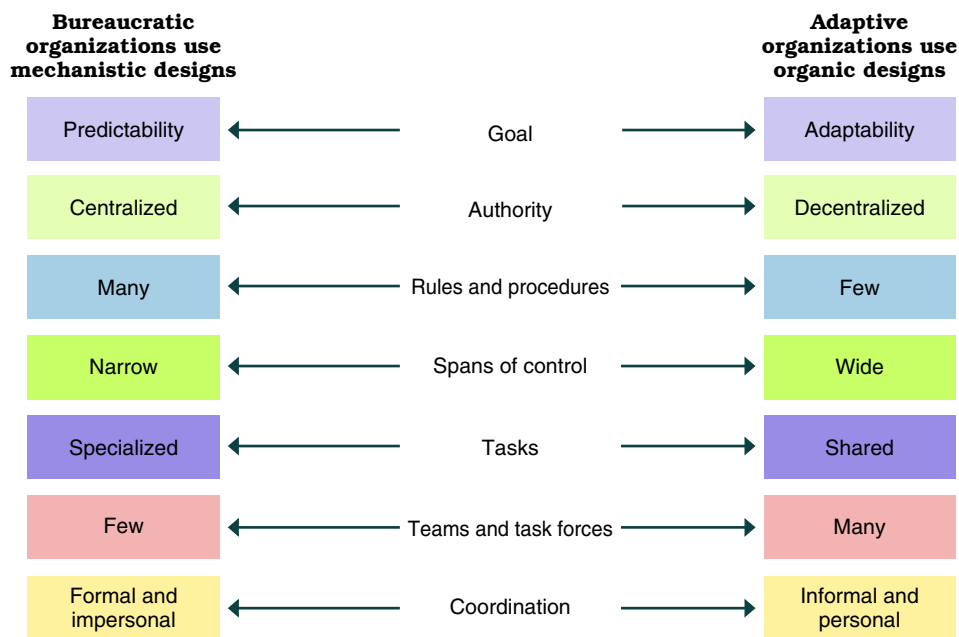 Bureaucratic
organizations use
mechanistic designs
Adaptive
organizations use
organic designs
Predictability
Goal
Adaptability
Centralized
Authority
Decentralized
Many
Rules and procedures
Few
Narrow
Spans of control
Wide
Specialized
Tasks
Shared
Few
Teams and task forces
Many
Formal and
impersonal
Coordination
Informal and
personal